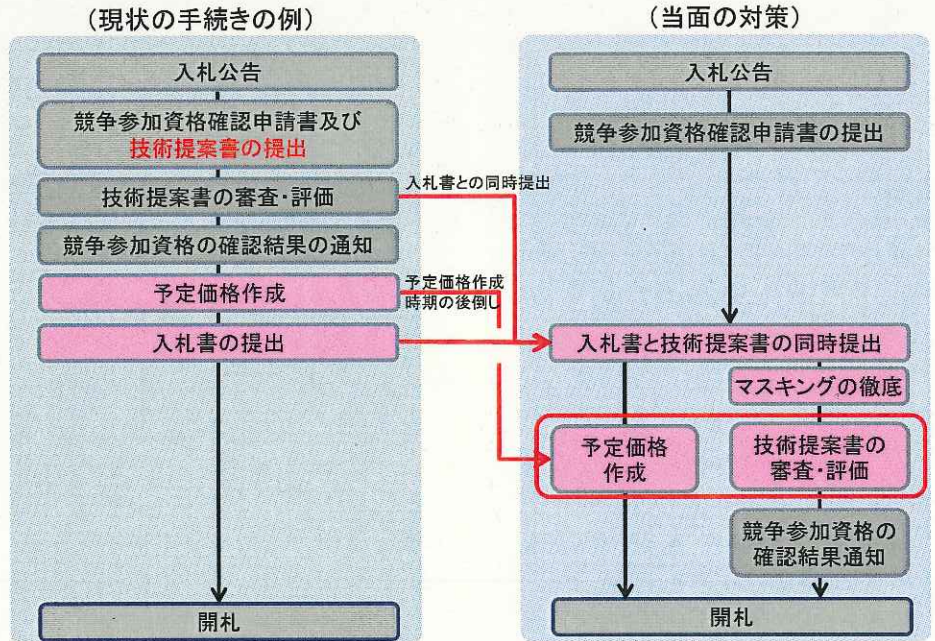 (現状の手続きの例)
入札公告
競争参加資格確認申請書及び
技術提案書の提出
技術提案書の審査・評価
競争参加資格の確認結果の通知
予定価格作成
入札書の提出
開札
入札書との同時提出
予定価格作成
時期の後倒し
(当面の対策)
入札公告
競争参加資格確認申請書の提出
入札書と技術提案書の同時提出
マスキングの徹底
予定価格
作成
技術提案書の
審査・評価
競争参加資格の
確認結果通知
開札